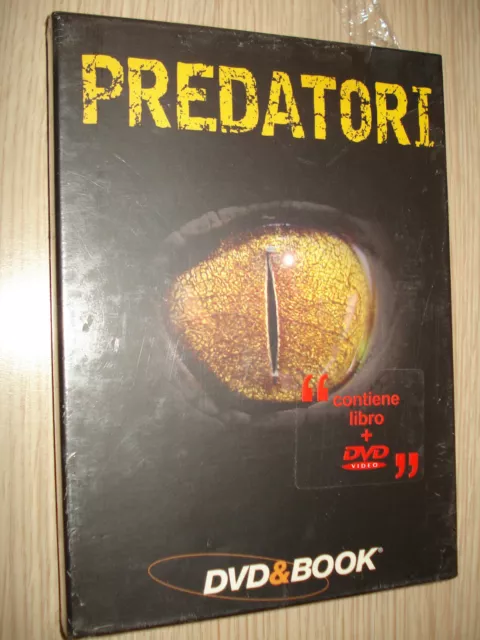 PREDATORI
“contiene
libro
+
DVD
VIDEO ”
DVD&BOOK®